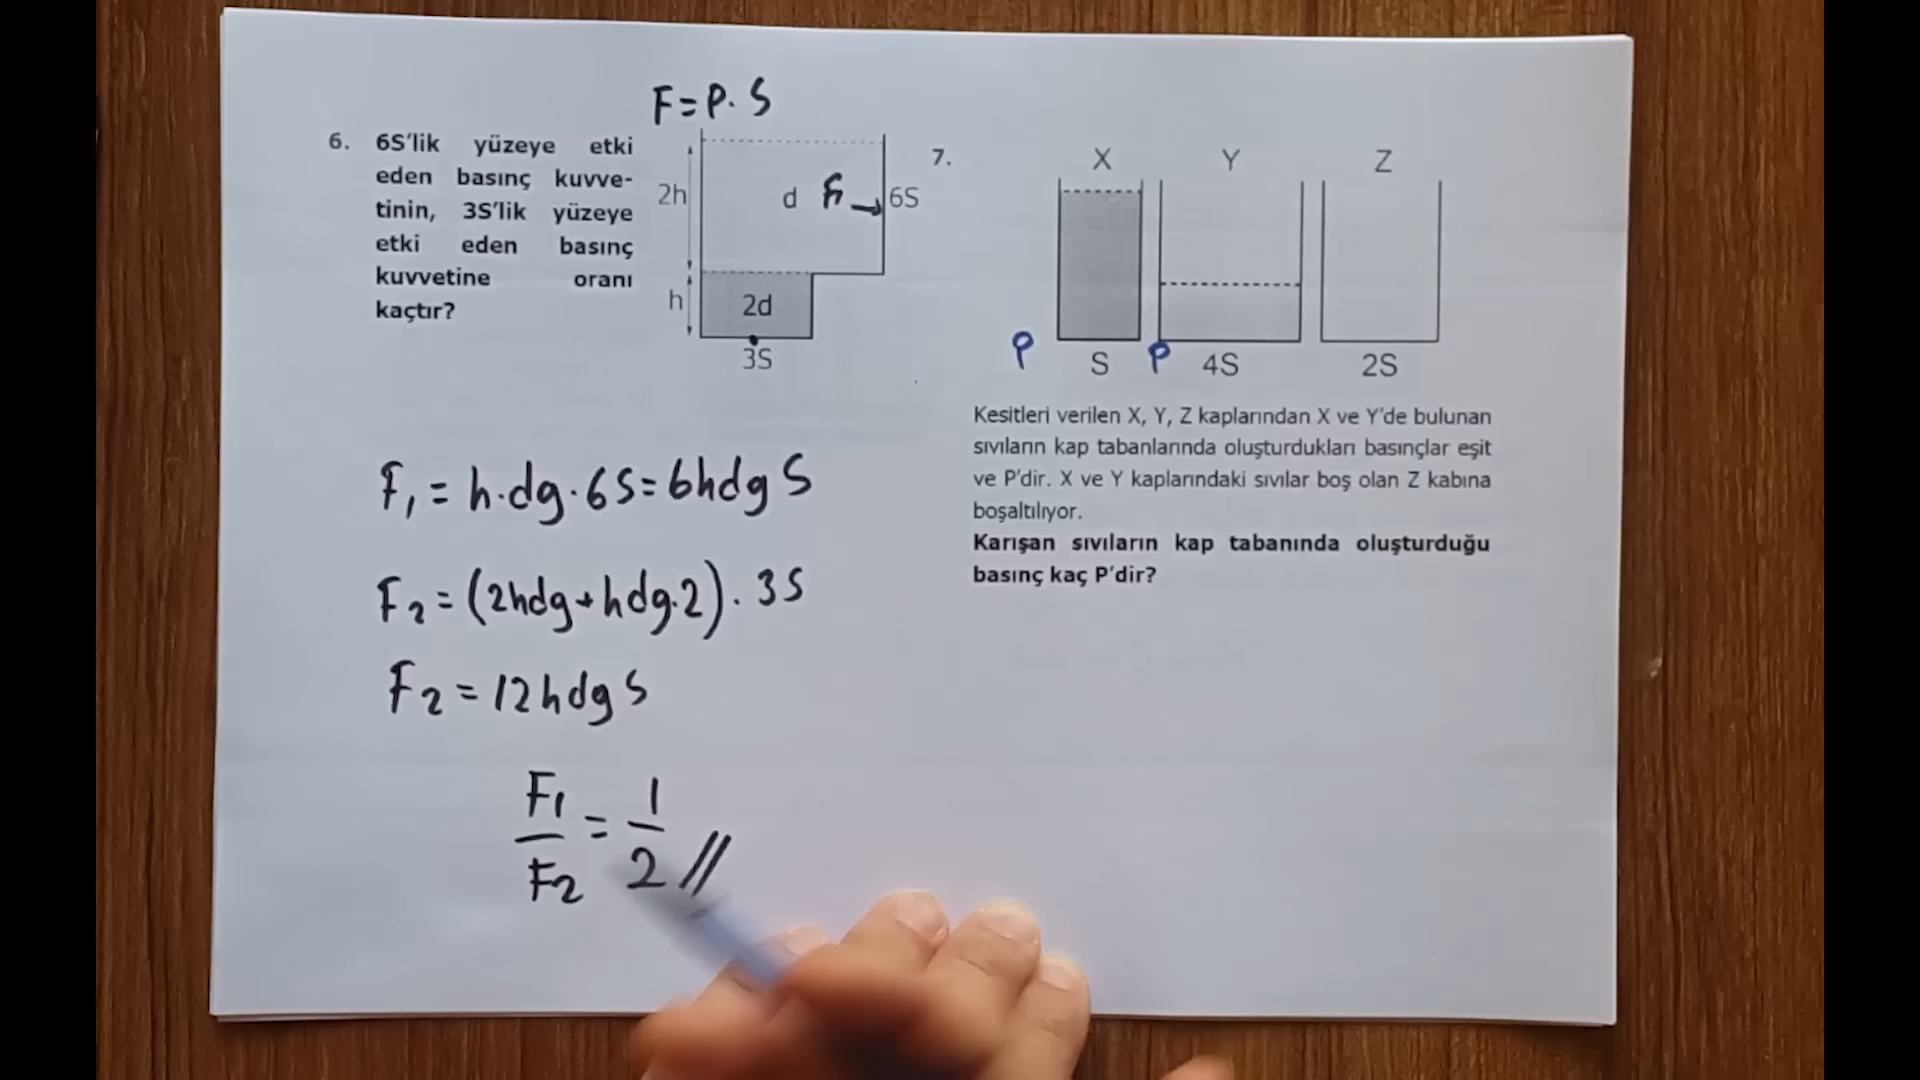 F=P.S
6. 6S'lik yüzeye etki
eden basınç kuvve-
tinin, 3S'lik yüzeye
etki eden basınç
kuvvetine oranı
kaçtır?
2h
d F₁ 6S
h
2d
3S
F₁ = h.dg.6S=6hdgS
F₂=(2hdg+hdg.2).3S
F₂=12hdgS
F₁/F₂ = 1/2 //
7.
X Y Z
P S P 4S 2S
Kesitleri verilen X, Y, Z kaplarından X ve Y'de bulunan
sıvıların kap tabanlarında oluşturdukları basınçlar eşit
ve P'dir. X ve Y kaplarındaki sıvılar boş olan Z kabına
boşaltılıyor.
Karışan sıvıların kap tabanında oluşturduğu
basınç kaç P'dir?